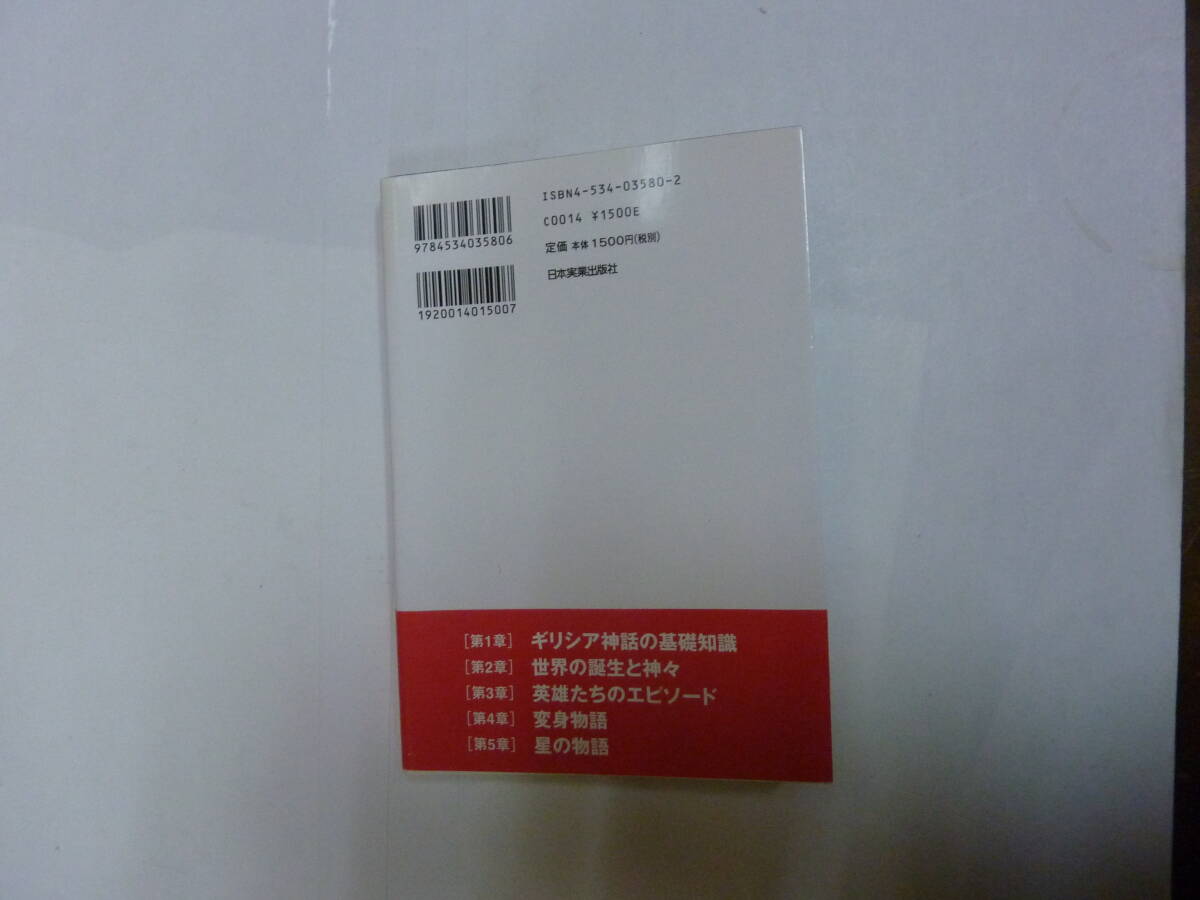 9784534035806
1920014015007
ISBN4-534-03580-2
C0014 ¥1500E
定価 本体1500円(税別)
日本実業出版社
[第1章] ギリシア神話の基礎知識
[第2章] 世界の誕生と神々
[第3章] 英雄たちのエピソード
[第4章] 変身物語
[第5章] 星の物語